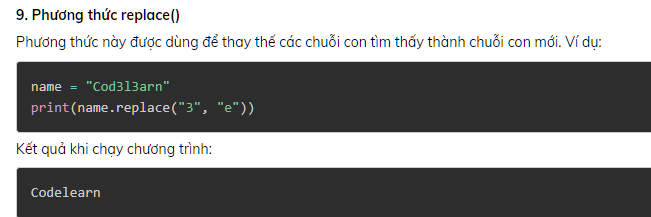 9. Phương thức replace()
Phương thức này được dùng để thay thế các chuỗi con tìm thấy thành chuỗi con mới. Ví dụ:
name = "Cod3l3arn"
print(name.replace("3", "e"))
Kết quả khi chạy chương trình:
Codelearn